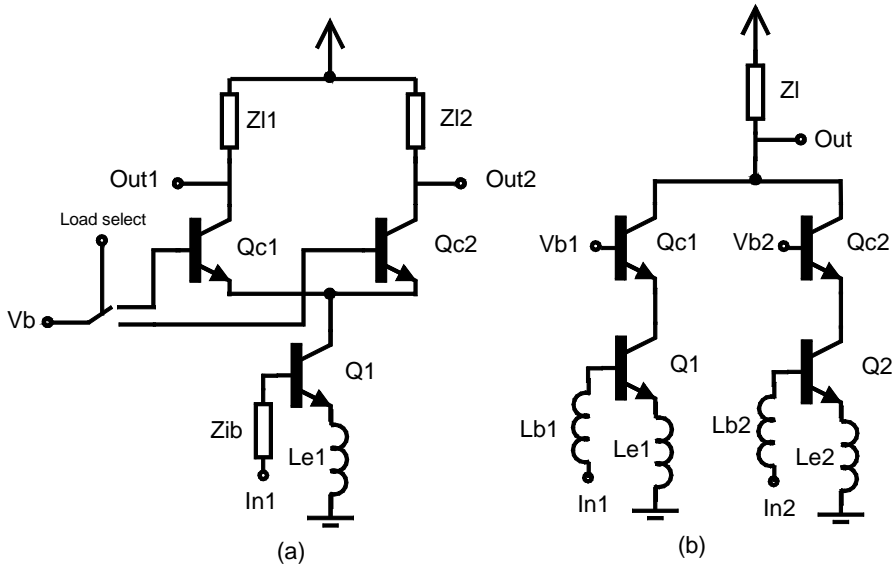 Zl1
Zl2
Out1
Out2
Load select
Qc1
Qc2
Vb
Q1
Zib
Le1
In1
(a)
Zl
Out
Vb1
Qc1
Vb2
Qc2
Q1
Q2
Lb1
Le1
Lb2
Le2
In1
In2
(b)